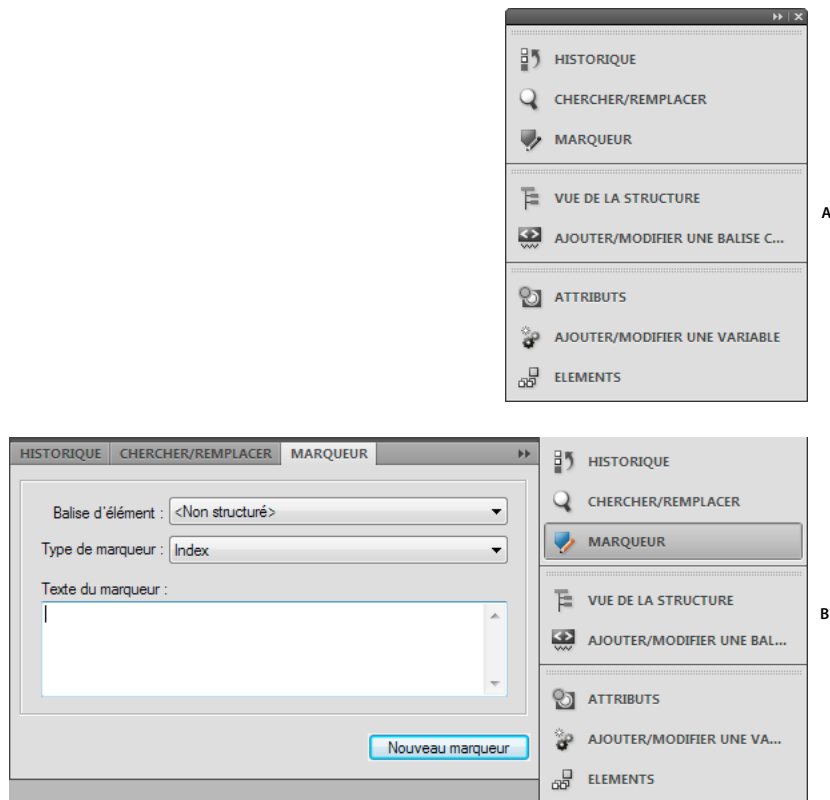 HISTORIQUE
CHERCHER/REMPLACER
MARQUEUR
VUE DE LA STRUCTURE
A
AJOUTER/MODIFIER UNE BALISE C...
ATTRIBUTS
AJOUTER/MODIFIER UNE VARIABLE
ELEMENTS
HISTORIQUE CHERCHER/REMPLACER MARQUEUR
Balise d'élément : <Non structuré>
Type de marqueur : Index
Texte du marqueur :
Nouveau marqueur
HISTORIQUE
CHERCHER/REMPLACER
MARQUEUR
VUE DE LA STRUCTURE
B
AJOUTER/MODIFIER UNE BAL...
ATTRIBUTS
AJOUTER/MODIFIER UNE VA...
ELEMENTS